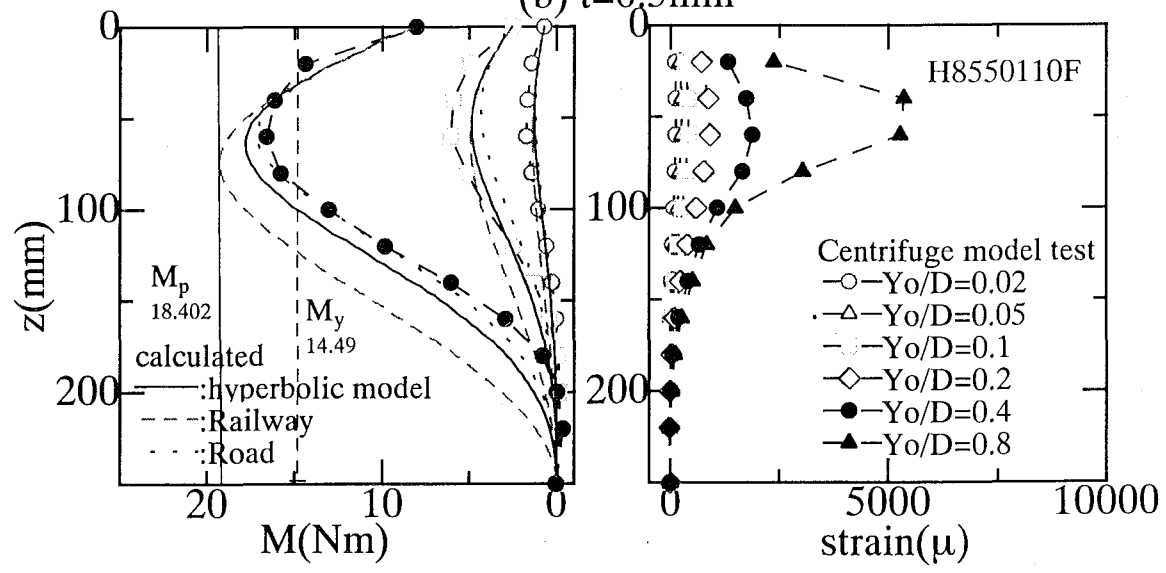 (b) t=0.5mm
0
100
200
z(mm)
20
10
0
M(Nm)
Mp
18.402
My
14.49
calculated
:hyperbolic model
:Railway
:Road
0
100
200
0
5000
10000
strain(μ)
H8550110F
Centrifuge model test
Yo/D=0.02
Yo/D=0.05
Yo/D=0.1
Yo/D=0.2
Yo/D=0.4
Yo/D=0.8